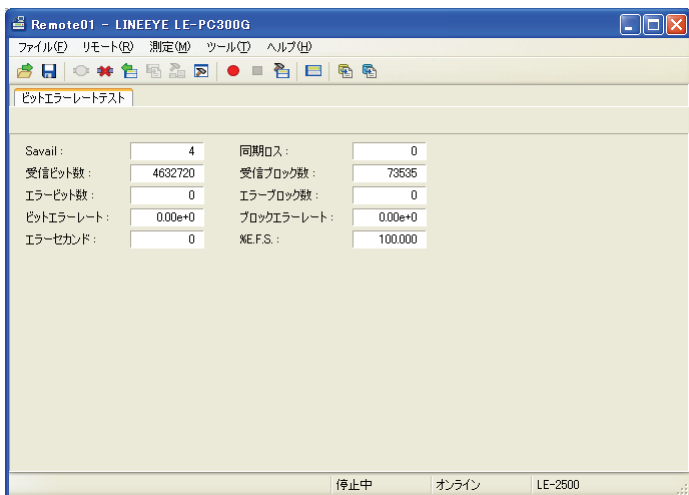 Remote01 - LINEEYE LE-PC300G
ファイル(F) リモート(R) 測定(M) ツール(T) ヘルプ(H)
ビットエラーレートテスト
Savail : 4 同期ロス : 0
受信ビット数 : 4632720 受信ブロック数 : 73535
エラービット数 : 0 エラーブロック数 : 0
ビットエラーレート : 0.00e+0 ブロックエラーレート : 0.00e+0
エラーセカンド : 0 %E.F.S. : 100.000
停止中 オンライン LE-2500